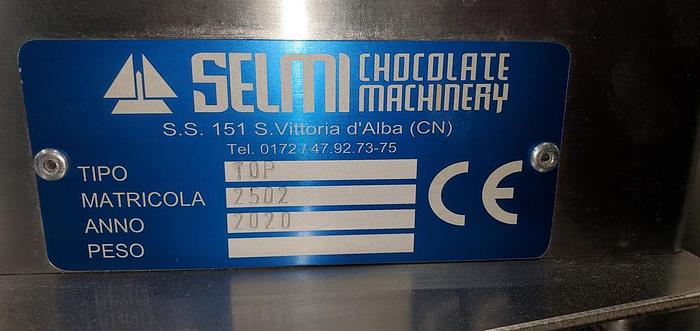 SELMI CHOCOLATE MACHINERY
S.S. 151 S.Vittoria d'Alba (CN)
Tel. 0172 / 47.92.73-75
TIPO TOP
MATRICOLA 2502
ANNO 2020
PESO
CE